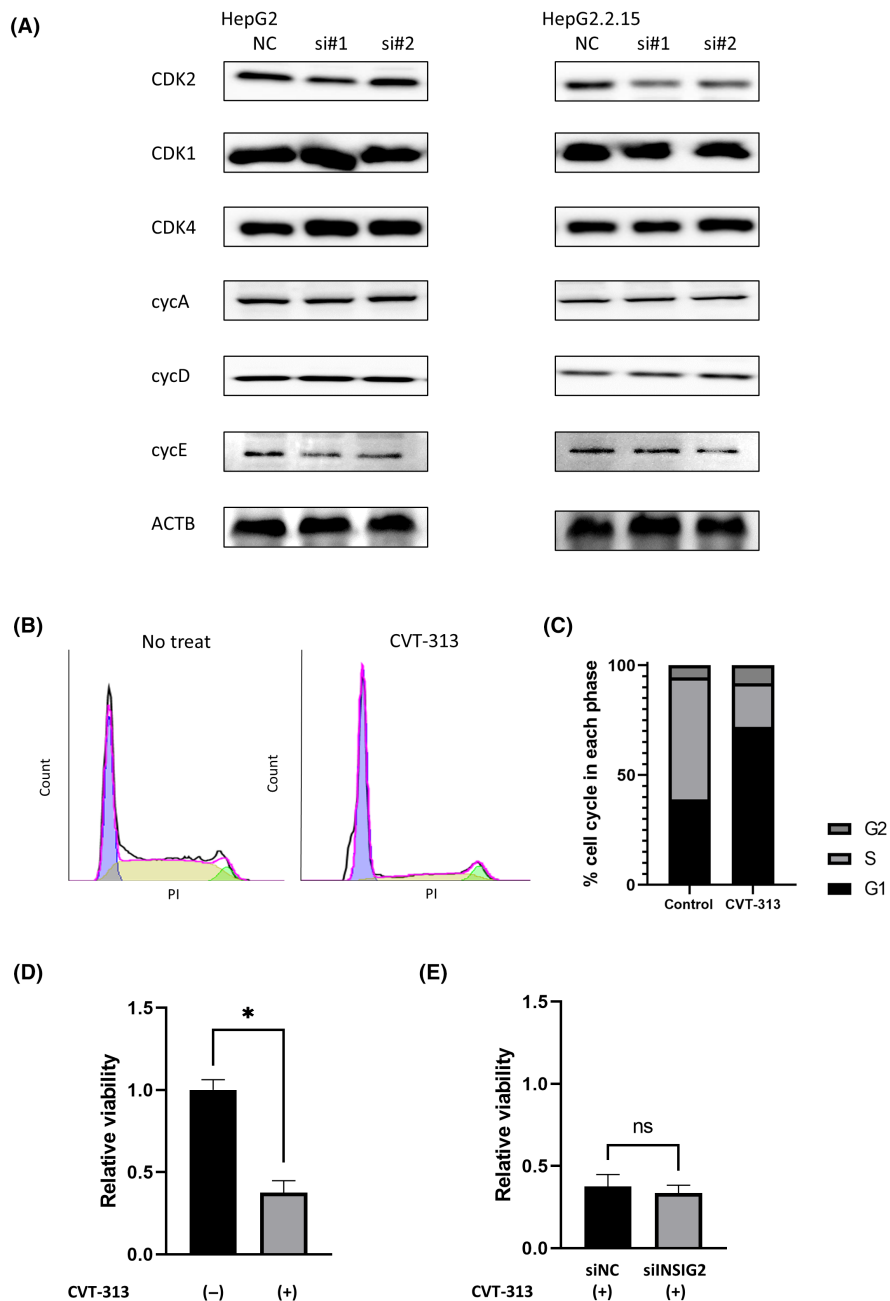 (A)
HepG2
HepG2.2.15
NC si#1 si#2
NC si#1 si#2
CDK2
CDK1
CDK4
cycA
cycD
cycE
ACTB
(B)
No treat
CVT-313
Count
PI
Count
PI
(C)
% cell cycle in each phase
100
50
0
Control CVT-313
G2
S
G1
(D)
Relative viability
1.5
1.0
0.5
0.0
*
CVT-313 (–) (+)
(E)
Relative viability
1.5
1.0
0.5
0.0
ns
siNC siINSIG2
CVT-313 (+) (+)